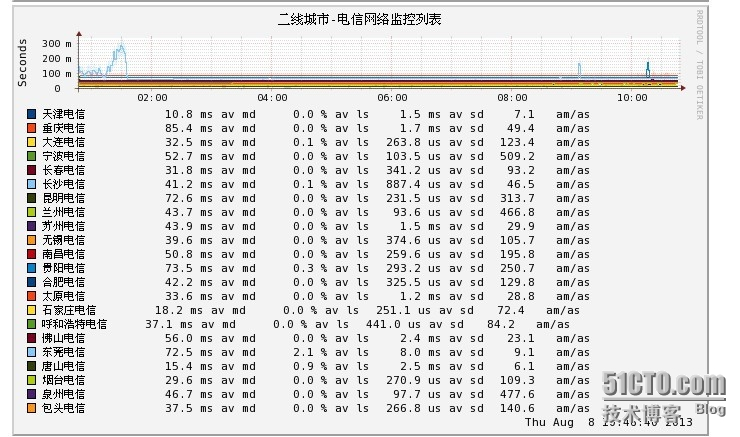 二线城市-电信网络监控列表
RRDTOOL / TOBI OETIKER
Seconds
300 m
200 m
100 m
0
02:00 04:00 06:00 08:00 10:00
天津电信 10.8 ms av md 0.0 % av ls 1.5 ms av sd 7.1 am/as
重庆电信 85.4 ms av md 0.0 % av ls 1.7 ms av sd 49.4 am/as
大连电信 32.5 ms av md 0.1 % av ls 263.8 us av sd 123.4 am/as
宁波电信 52.7 ms av md 0.0 % av ls 103.5 us av sd 509.2 am/as
长春电信 31.8 ms av md 0.0 % av ls 341.2 us av sd 93.2 am/as
长沙电信 41.2 ms av md 0.1 % av ls 887.4 us av sd 46.5 am/as
昆明电信 72.6 ms av md 0.0 % av ls 231.5 us av sd 313.7 am/as
兰州电信 43.7 ms av md 0.0 % av ls 93.6 us av sd 466.8 am/as
苏州电信 43.9 ms av md 0.0 % av ls 1.5 ms av sd 29.9 am/as
无锡电信 39.6 ms av md 0.0 % av ls 374.6 us av sd 105.7 am/as
南昌电信 50.8 ms av md 0.0 % av ls 259.6 us av sd 195.8 am/as
贵阳电信 73.5 ms av md 0.3 % av ls 293.2 us av sd 250.7 am/as
合肥电信 42.2 ms av md 0.0 % av ls 325.5 us av sd 129.8 am/as
太原电信 33.6 ms av md 0.0 % av ls 1.2 ms av sd 28.8 am/as
石家庄电信 18.2 ms av md 0.0 % av ls 251.1 us av sd 72.4 am/as
呼和浩特电信 37.1 ms av md 0.0 % av ls 441.0 us av sd 84.2 am/as
佛山电信 56.0 ms av md 0.0 % av ls 2.4 ms av sd 23.1 am/as
东莞电信 72.5 ms av md 2.1 % av ls 8.0 ms av sd 9.1 am/as
唐山电信 15.4 ms av md 0.9 % av ls 2.5 ms av sd 6.1 am/as
烟台电信 29.6 ms av md 0.0 % av ls 270.9 us av sd 109.3 am/as
泉州电信 46.7 ms av md 0.0 % av ls 97.7 us av sd 477.6 am/as
包头电信 37.5 ms av md 0.0 % av ls 266.8 us av sd 140.6 am/as
Thu Aug 8 2013
51CTO.com
技术博客 Blog